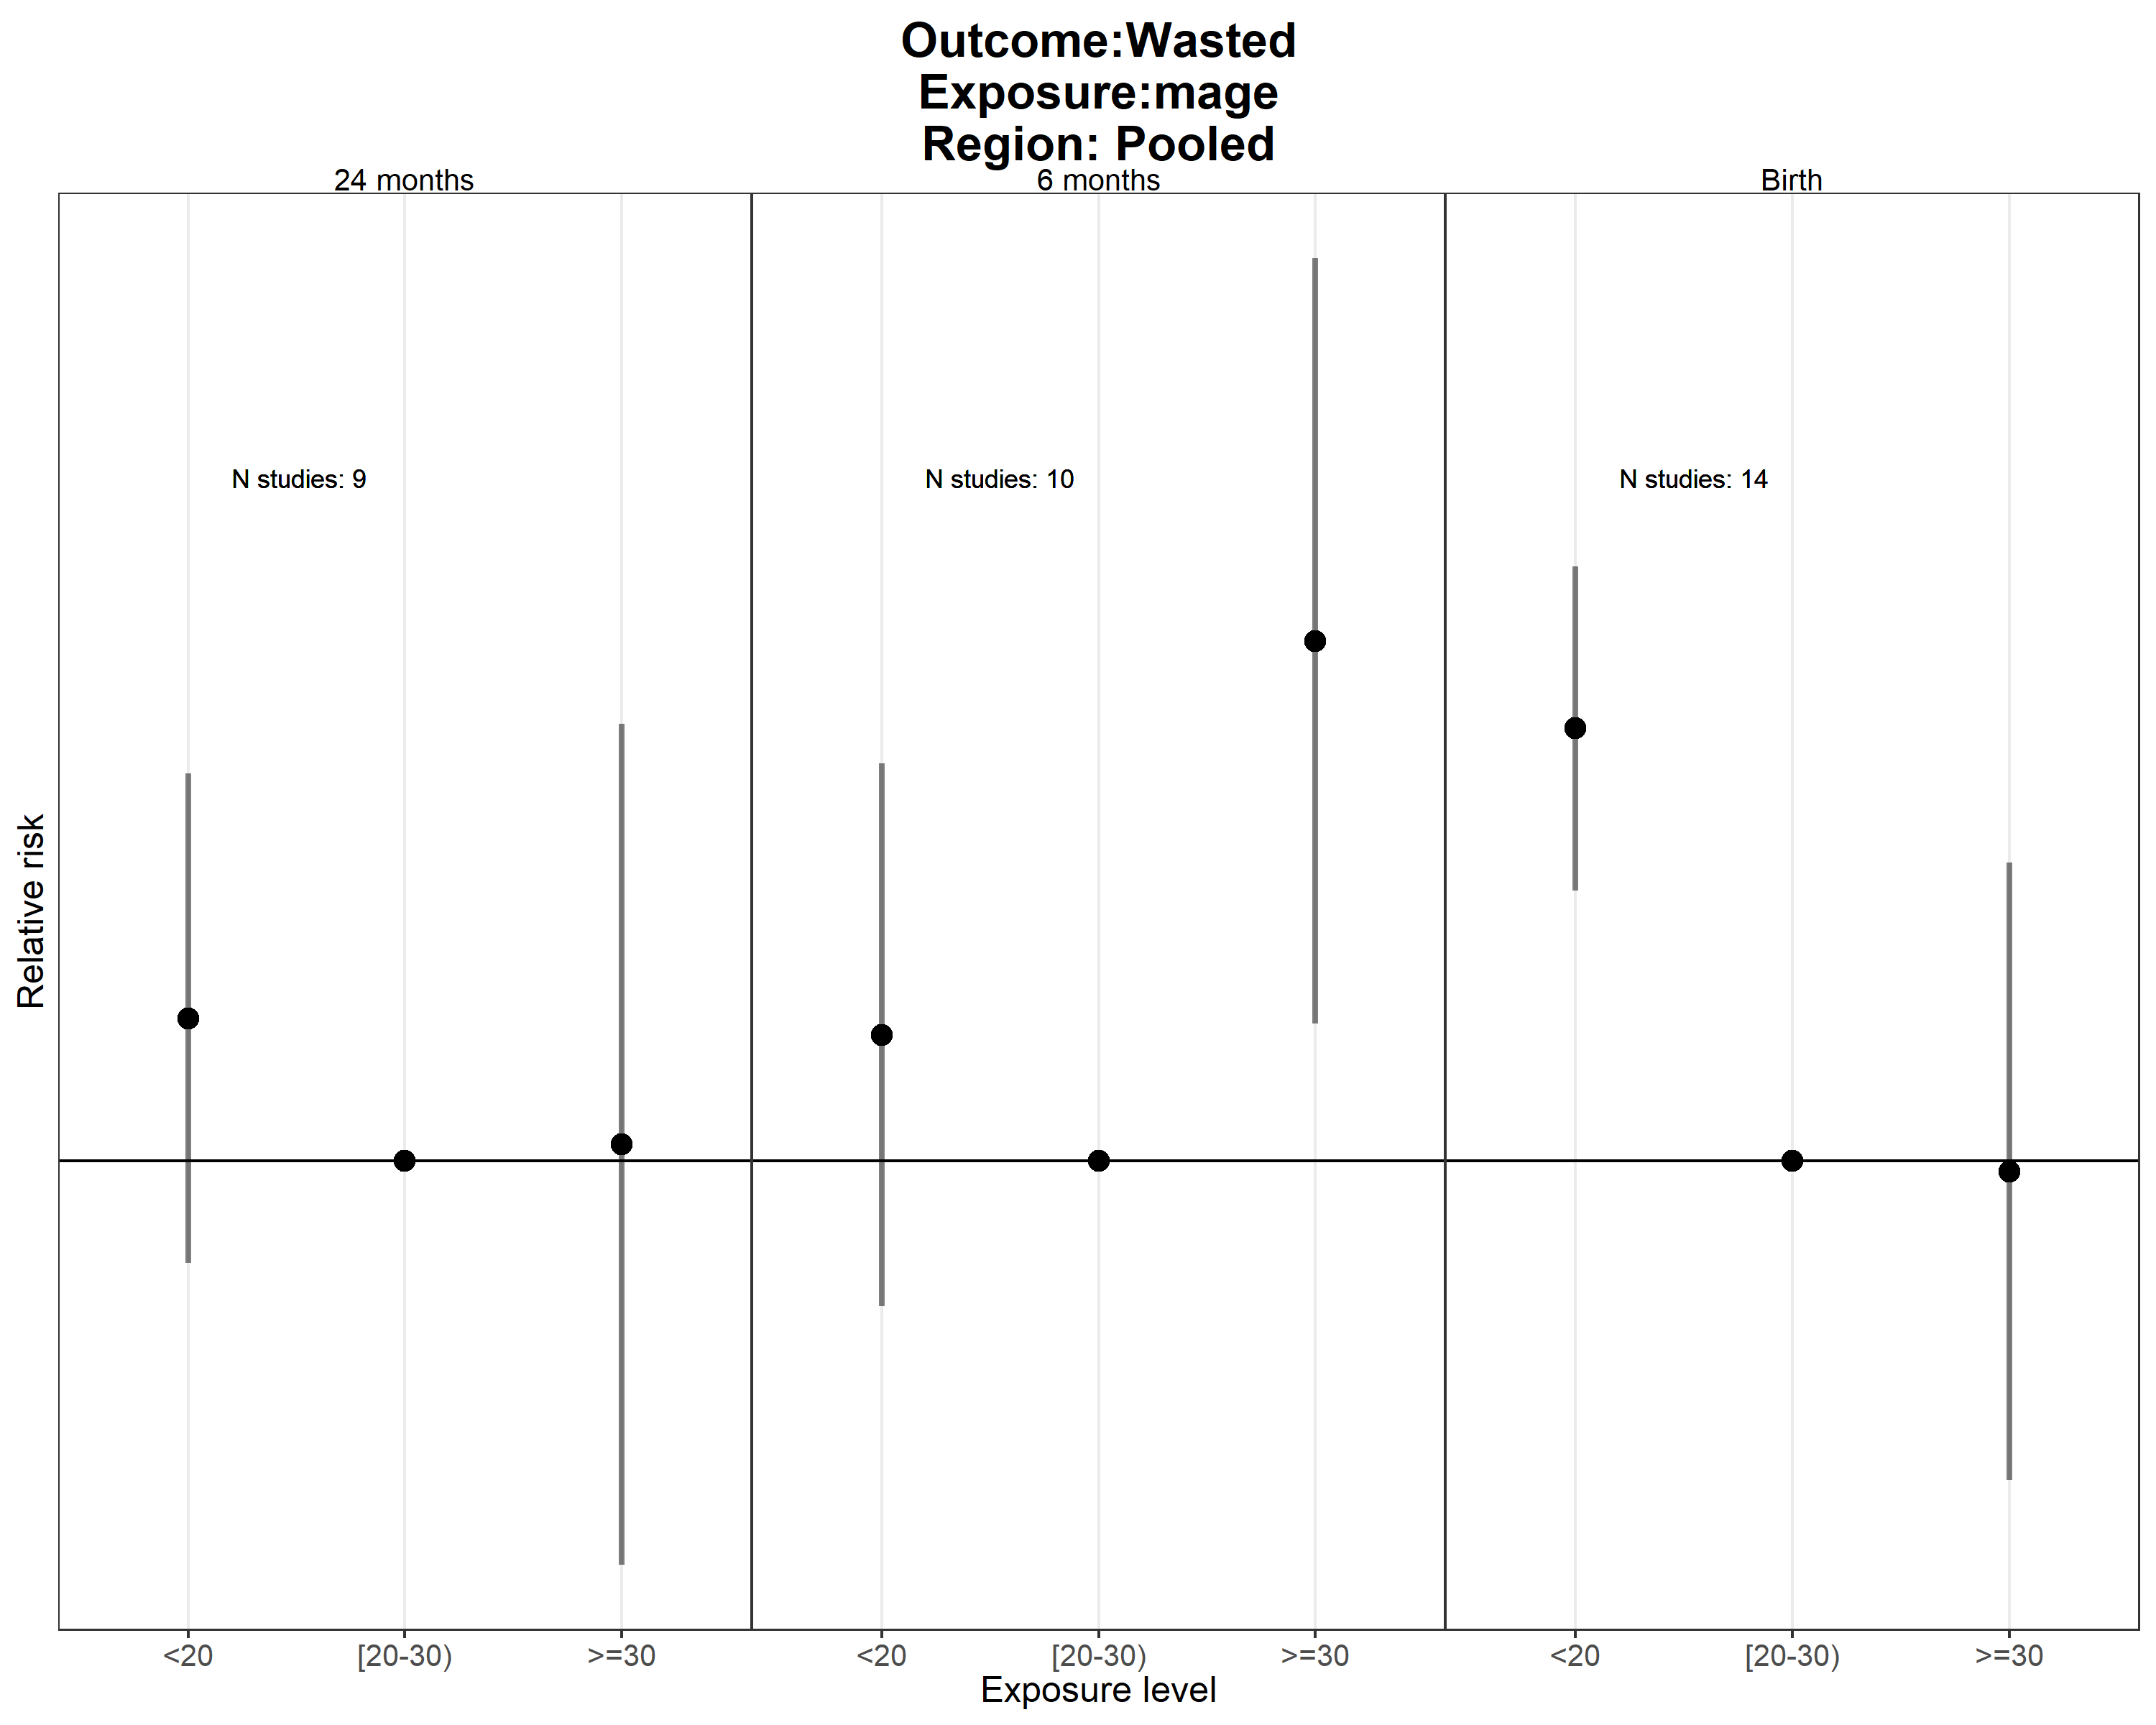 Outcome:Wasted
Exposure:mage
Region: Pooled
24 months
6 months
Birth
N studies: 9
N studies: 10
N studies: 14
Relative risk
<20
[20-30)
>=30
<20
[20-30)
>=30
<20
[20-30)
>=30
Exposure level